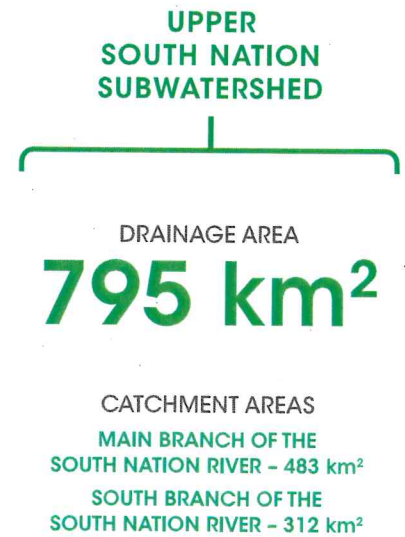 UPPER
SOUTH NATION
SUBWATERSHED
DRAINAGE AREA
795 km²
CATCHMENT AREAS
MAIN BRANCH OF THE
SOUTH NATION RIVER – 483 km²
SOUTH BRANCH OF THE
SOUTH NATION RIVER – 312 km²